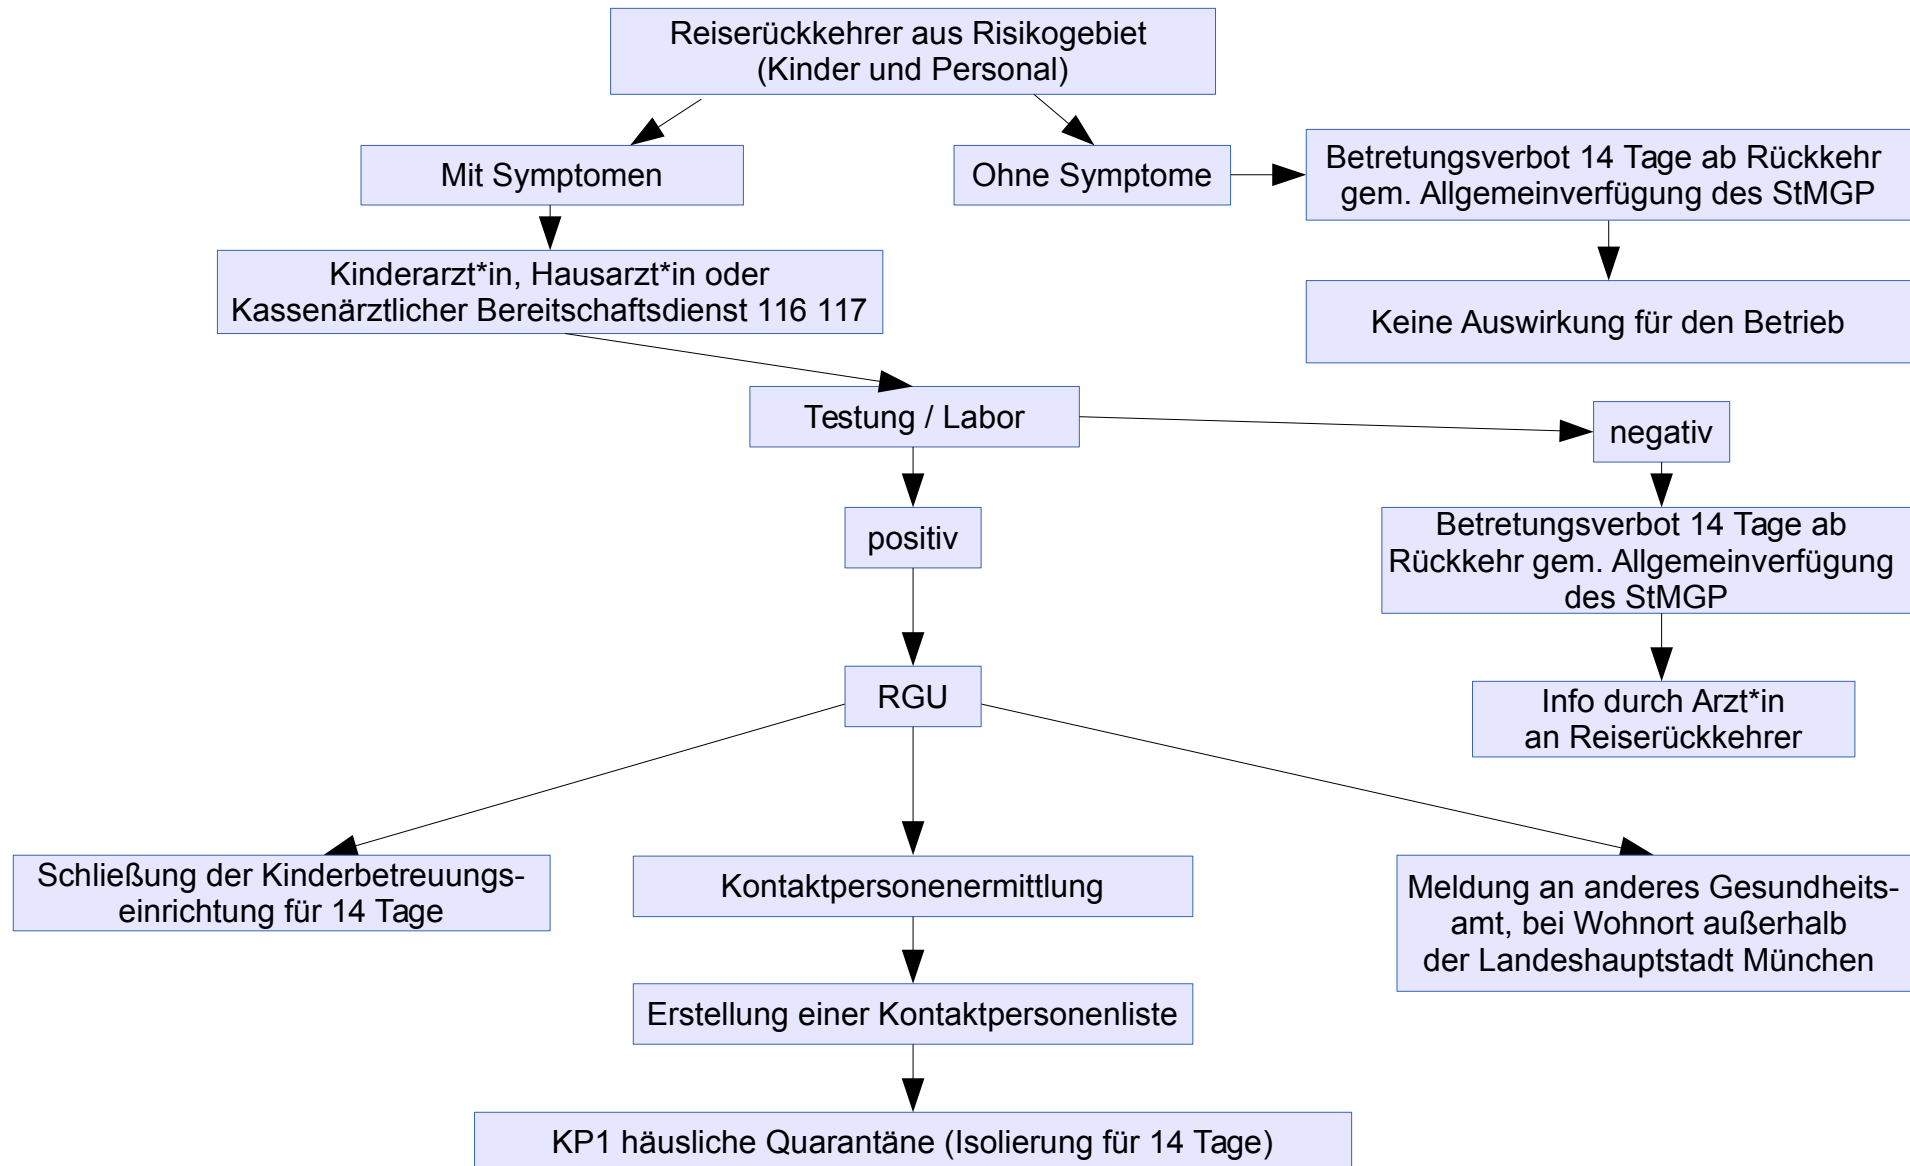 Reiserückkehrer aus Risikogebiet
(Kinder und Personal)
Mit Symptomen
Ohne Symptome
Betretungsverbot 14 Tage ab Rückkehr
gem. Allgemeinverfügung des StMGP
Kinderarzt*in, Hausarzt*in oder
Kassenärztlicher Bereitschaftsdienst 116 117
Keine Auswirkung für den Betrieb
Testung / Labor
negativ
positiv
Betretungsverbot 14 Tage ab
Rückkehr gem. Allgemeinverfügung
des StMGP
RGU
Info durch Arzt*in
an Reiserückkehrer
Schließung der Kinderbetreuungs-
einrichtung für 14 Tage
Kontaktpersonenermittlung
Meldung an anderes Gesundheits-
amt, bei Wohnort außerhalb
der Landeshauptstadt München
Erstellung einer Kontaktpersonenliste
KP1 häusliche Quarantäne (Isolierung für 14 Tage)